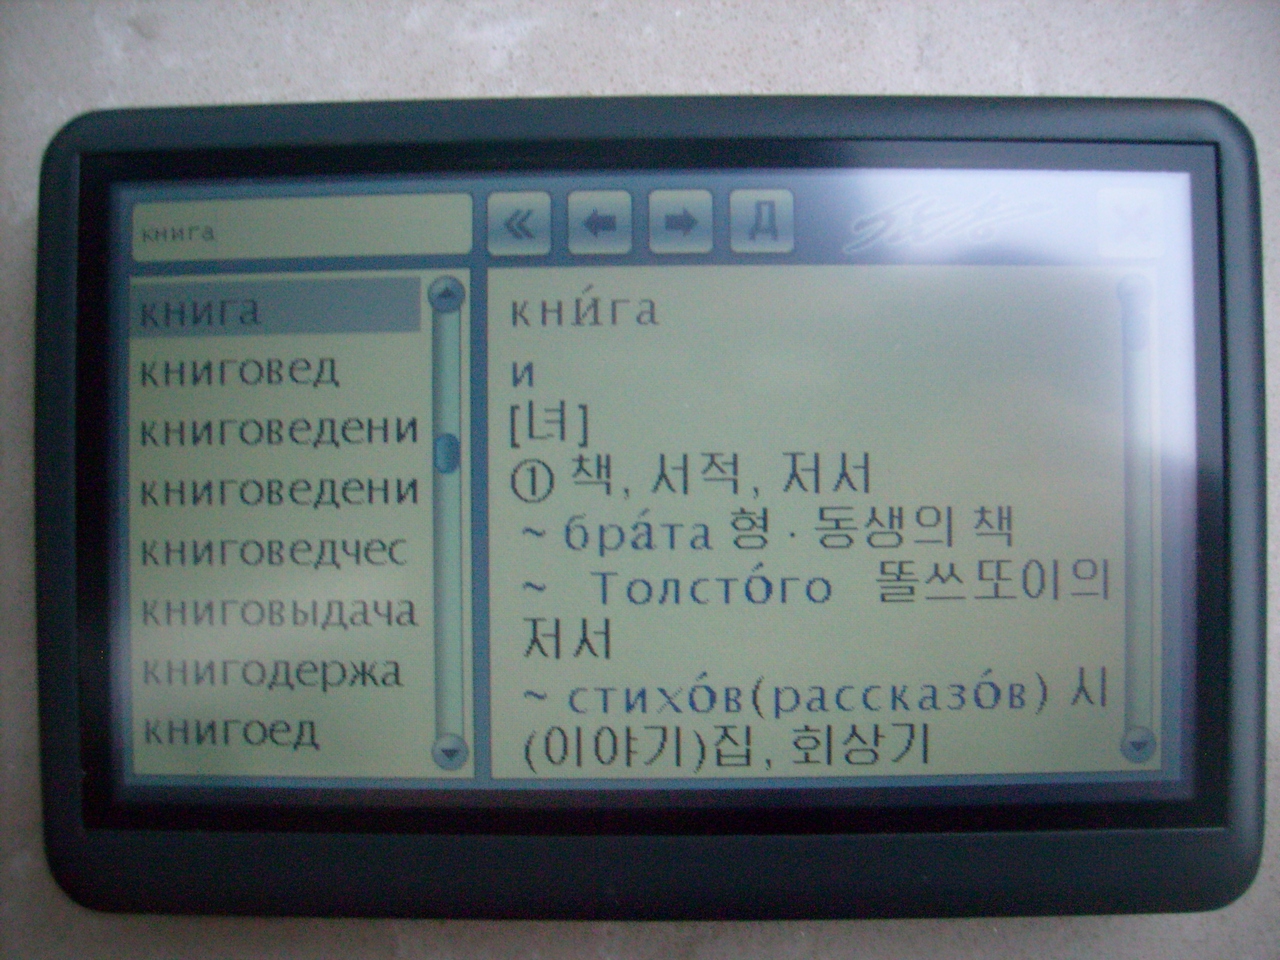 книга
Д
книга
книговед
книговедени
книговедени
книговедчес
книговыдача
книгодержа
книгоед
кни́га
и
[녀]
① 책, 서적, 저서
~ бра́та 형·동생의 책
~ Толсто́го 똘쓰또이의
저서
~ стихо́в(рассказо́в) 시
(이야기)집, 회상기